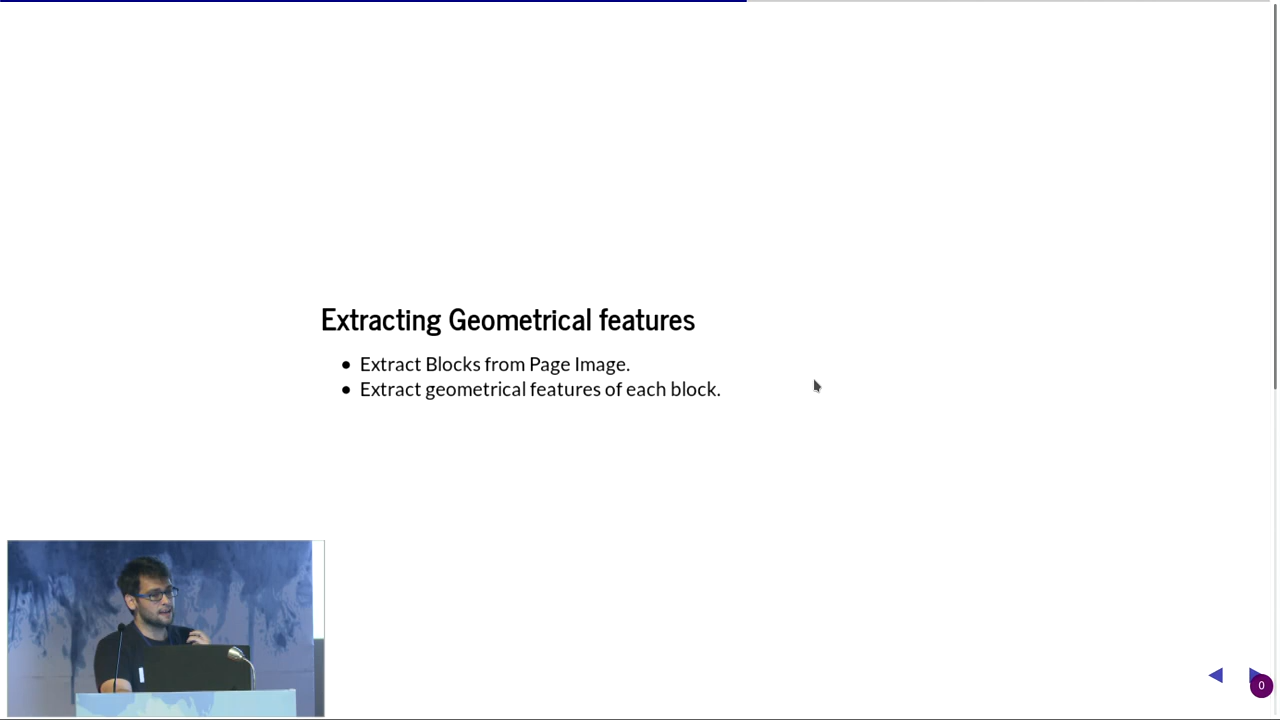 Extracting Geometrical features
Extract Blocks from Page Image.
Extract geometrical features of each block.
0